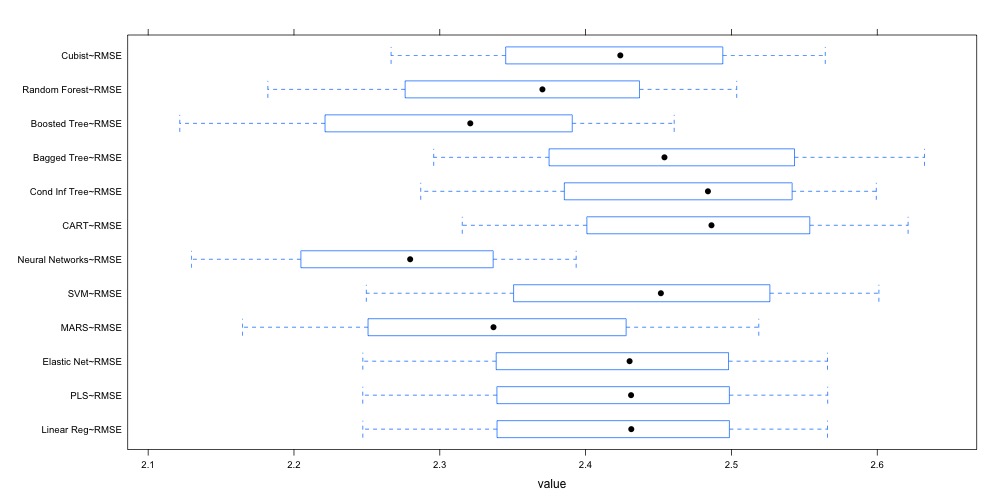 Cubist~RMSE
Random Forest~RMSE
Boosted Tree~RMSE
Bagged Tree~RMSE
Cond Inf Tree~RMSE
CART~RMSE
Neural Networks~RMSE
SVM~RMSE
MARS~RMSE
Elastic Net~RMSE
PLS~RMSE
Linear Reg~RMSE
2.1 2.2 2.3 2.4 2.5 2.6
value